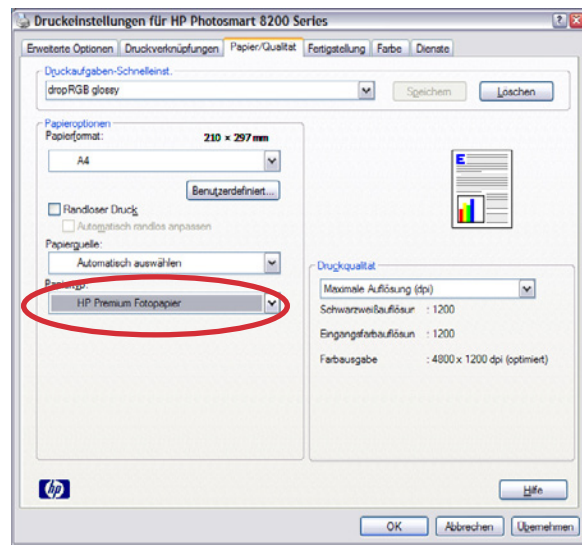 Druckeinstellungen für HP Photosmart 8200 Series
Erweiterte Optionen Druckverknüpfungen Papier/Qualität Fertigstellung Farbe Dienste
Druckaufgaben-Schnelleinst.
dropRGB glossy Speichern Löschen
Papieroptionen
Papierformat: 210 × 297 mm
A4
Benutzerdefiniert...
Randloser Druck
Automatisch randlos anpassen
Papierquelle:
Automatisch auswählen
HP Premium Fotopapier
E
Druckqualität
Maximale Auflösung (dpi)
Schwarzweißauflösur : 1200
Eingangsfarbauflösun : 1200
Farbausgabe : 4800 x 1200 dpi (optimiert)
hp
Hilfe
OK Abbrechen Übernehmen